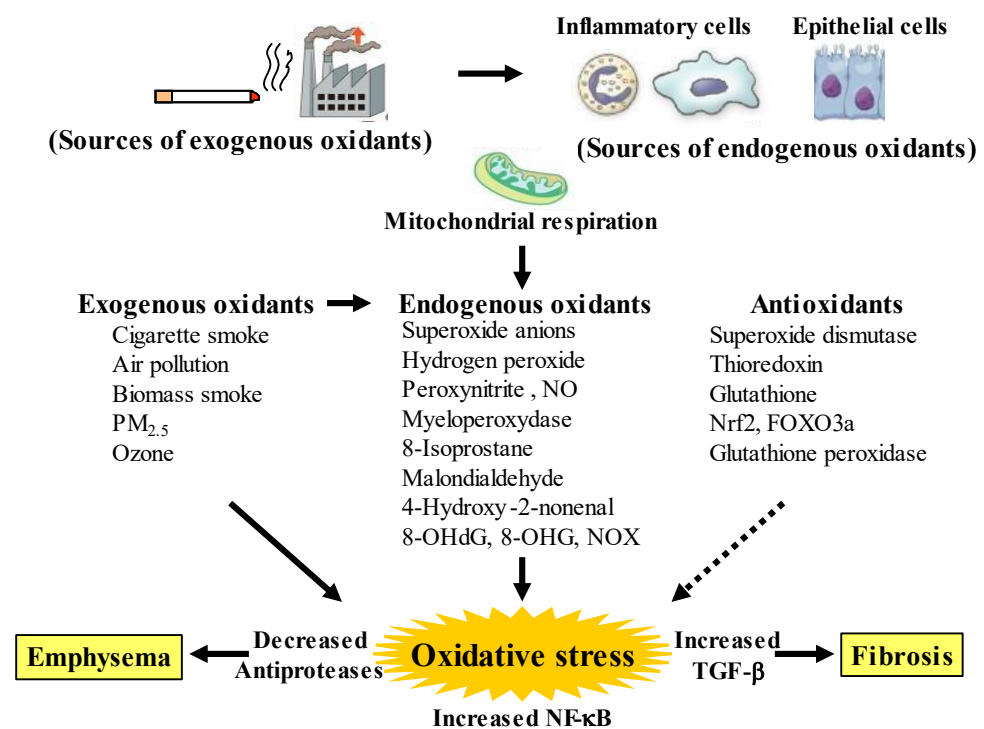 Inflammatory cells
Epithelial cells
(Sources of exogenous oxidants)
(Sources of endogenous oxidants)
Mitochondrial respiration
Exogenous oxidants
Cigarette smoke
Air pollution
Biomass smoke
PM2.5
Ozone
Endogenous oxidants
Superoxide anions
Hydrogen peroxide
Peroxynitrite , NO
Myeloperoxydase
8-Isoprostane
Malondialdehyde
4-Hydroxy-2-nonenal
8-OHdG, 8-OHG, NOX
Antioxidants
Superoxide dismutase
Thioredoxin
Glutathione
Nrf2, FOXO3a
Glutathione peroxidase
Emphysema
Decreased
Antiproteases
Oxidative stress
Increased
TGF-β
Fibrosis
Increased NF-κB